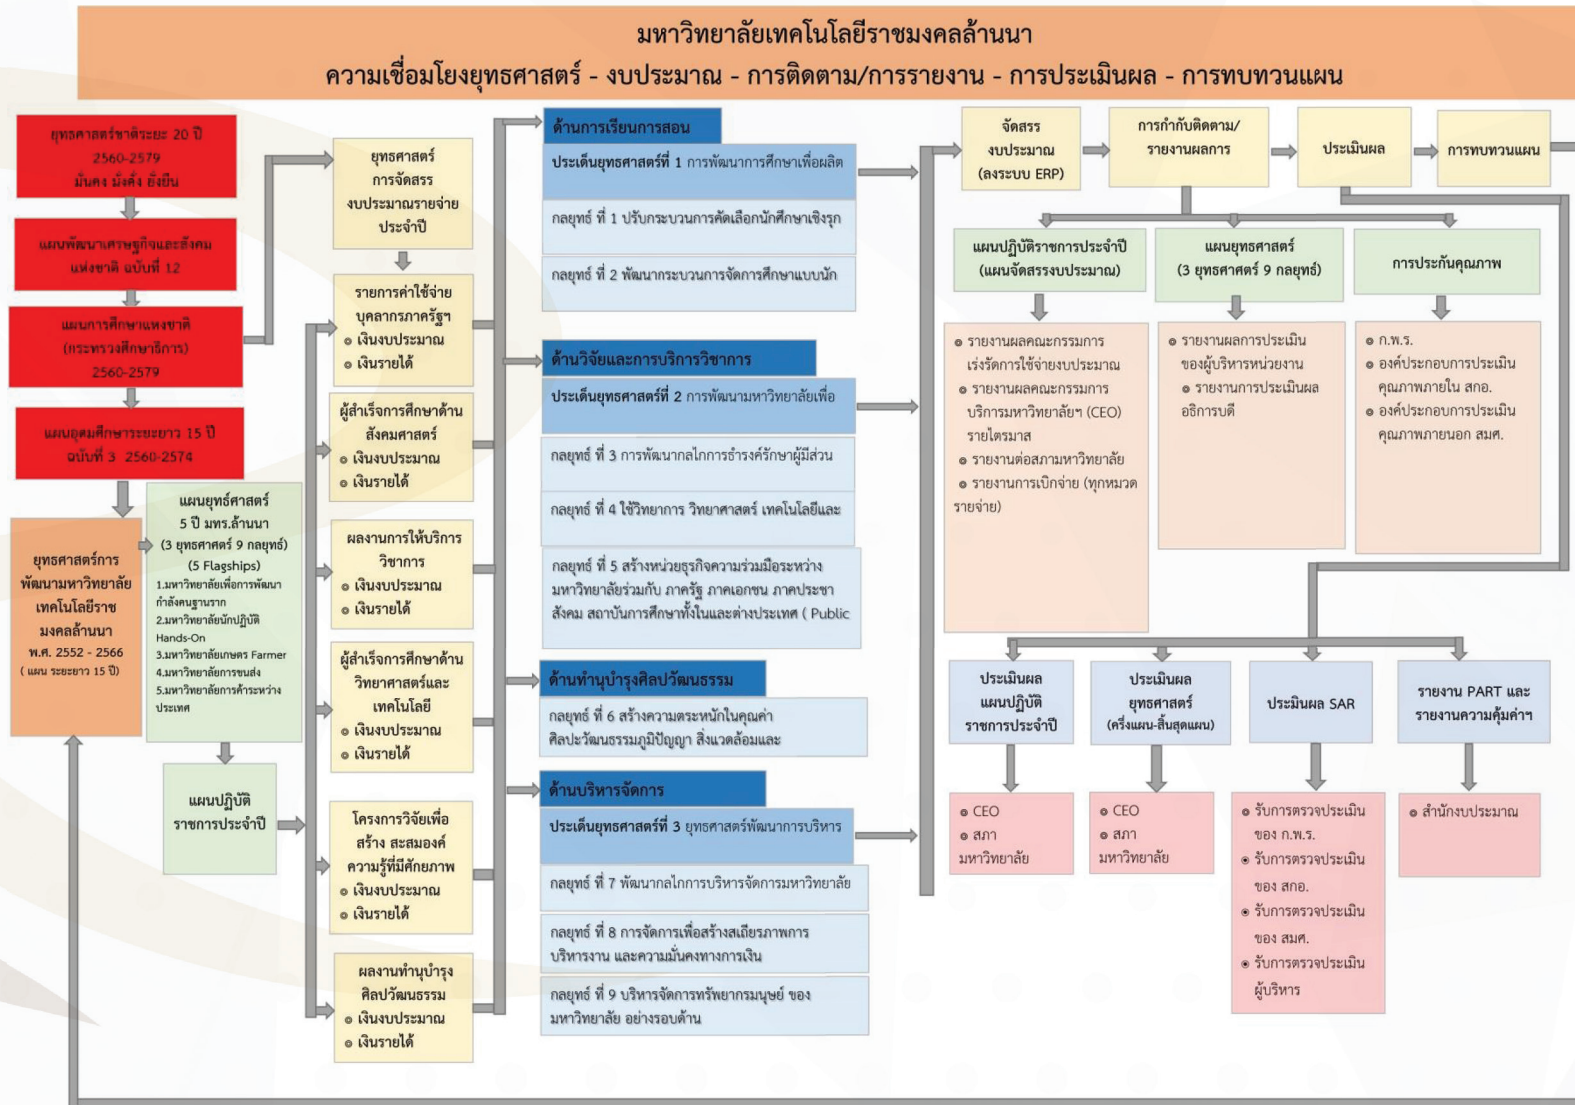 มหาวิทยาลัยเทคโนโลยีราชมงคลล้านนา
ความเชื่อมโยงยุทธศาสตร์ - งบประมาณ - การติดตาม/การรายงาน - การประเมินผล - การทบทวนแผน
ยุทธศาสตร์ชาติระยะ 20 ปี
2560-2579
มั่นคง มั่งคั่ง ยั่งยืน
แผนพัฒนาเศรษฐกิจและสังคม
แห่งชาติ ฉบับที่ 12
แผนการศึกษาแห่งชาติ
(กระทรวงศึกษาธิการ)
2560-2579
แผนอุดมศึกษาระยะยาว 15 ปี
ฉบับที่ 3 2560-2574
ยุทธศาสตร์การ
พัฒนามหาวิทยาลัย
เทคโนโลยีราช
มงคลล้านนา
พ.ศ. 2552 - 2566
( แผน ระยะยาว 15 ปี)
แผนยุทธ์ศาสตร์
5 ปี มทร.ล้านนา
(3 ยุทธศาสตร์ 9 กลยุทธ์)
(5 Flagships)
1.มหาวิทยาลัยเพื่อการพัฒนา
กำลังคนฐานราก
2.มหาวิทยาลัยนักปฏิบัติ
Hands-On
3.มหาวิทยาลัยเกษตร Farmer
4.มหาวิทยาลัยการขนส่ง
5.มหาวิทยาลัยการค้าระหว่าง
ประเทศ
แผนปฏิบัติ
ราชการประจำปี
ยุทธศาสตร์
การจัดสรร
งบประมาณรายจ่าย
ประจำปี
รายการค่าใช้จ่าย
บุคลากรภาครัฐฯ
๏ เงินงบประมาณ
๏ เงินรายได้
ผู้สำเร็จการศึกษาด้าน
สังคมศาสตร์
๏ เงินงบประมาณ
๏ เงินรายได้
ผลงานการให้บริการ
วิชาการ
๏ เงินงบประมาณ
๏ เงินรายได้
ผู้สำเร็จการศึกษาด้าน
วิทยาศาสตร์และ
เทคโนโลยี
๏ เงินงบประมาณ
๏ เงินรายได้
โครงการวิจัยเพื่อ
สร้าง สะสมองค์
ความรู้ที่มีศักยภาพ
๏ เงินงบประมาณ
๏ เงินรายได้
ผลงานทำนุบำรุง
ศิลปวัฒนธรรม
๏ เงินงบประมาณ
๏ เงินรายได้
ด้านการเรียนการสอน
ประเด็นยุทธศาสตร์ที่ 1 การพัฒนาการศึกษาเพื่อผลิต
กลยุทธ์ ที่ 1 ปรับกระบวนการคัดเลือกนักศึกษาเชิงรุก
กลยุทธ์ ที่ 2 พัฒนากระบวนการจัดการศึกษาแบบนัก
ด้านวิจัยและการบริการวิชาการ
ประเด็นยุทธศาสตร์ที่ 2 การพัฒนามหาวิทยาลัยเพื่อ
กลยุทธ์ ที่ 3 การพัฒนากลไกการธำรงค์รักษาผู้มีส่วน
กลยุทธ์ ที่ 4 ใช้วิทยาการ วิทยาศาสตร์ เทคโนโลยีและ
กลยุทธ์ ที่ 5 สร้างหน่วยธุรกิจความร่วมมือระหว่าง
มหาวิทยาลัยร่วมกับ ภาครัฐ ภาคเอกชน ภาคประชา
สังคม สถาบันการศึกษาทั้งในและต่างประเทศ ( Public
ด้านทำนุบำรุงศิลปวัฒนธรรม
กลยุทธ์ ที่ 6 สร้างความตระหนักในคุณค่า
ศิลปะวัฒนธรรมภูมิปัญญา สิ่งแวดล้อมและ
ด้านบริหารจัดการ
ประเด็นยุทธศาสตร์ที่ 3 ยุทธศาสตร์พัฒนาการบริหาร
กลยุทธ์ ที่ 7 พัฒนากลไกการบริหารจัดการมหาวิทยาลัย
กลยุทธ์ ที่ 8 การจัดการเพื่อสร้างสเถียรภาพการ
บริหารงาน และความมั่นคงทางการเงิน
กลยุทธ์ ที่ 9 บริหารจัดการทรัพยากรมนุษย์ ของ
มหาวิทยาลัย อย่างรอบด้าน
จัดสรร
งบประมาณ
(ลงระบบ ERP)
การกำกับติดตาม/
รายงานผลการ
ประเมินผล
การทบทวนแผน
แผนปฏิบัติราชการประจำปี
(แผนจัดสรรงบประมาณ)
แผนยุทธศาสตร์
(3 ยุทธศาศตร์ 9 กลยุทธ์)
การประกันคุณภาพ
๏ รายงานผลคณะกรรมการ
เร่งรัดการใช้จ่ายงบประมาณ
๏ รายงานผลคณะกรรมการ
บริการมหาวิทยาลัยฯ (CEO)
รายไตรมาส
๏ รายงานต่อสภามหาวิทยาลัย
๏ รายงานการเบิกจ่าย (ทุกหมวด
รายจ่าย)
๏ รายงานผลการประเมิน
ของผู้บริหารหน่วยงาน
๏ รายงานการประเมินผล
อธิการบดี
๏ ก.พ.ร.
๏ องค์ประกอบการประเมิน
คุณภาพภายใน สกอ.
๏ องค์ประกอบการประเมิน
คุณภาพภายนอก สมศ.
ประเมินผล
แผนปฏิบัติ
ราชการประจำปี
ประเมินผล
ยุทธศาสตร์
(ครึ่งแผน-สิ้นสุดแผน)
ประมินผล SAR
รายงาน PART และ
รายงานความคุ้มค่าฯ
๏ CEO
๏ สภา
มหาวิทยาลัย
๏ CEO
๏ สภา
มหาวิทยาลัย
๏ รับการตรวจประเมิน
ของ ก.พ.ร.
๏ รับการตรวจประเมิน
ของ สกอ.
๏ รับการตรวจประเมิน
ของ สมศ.
๏ รับการตรวจประเมิน
ผู้บริหาร
๏ สำนักงบประมาณ